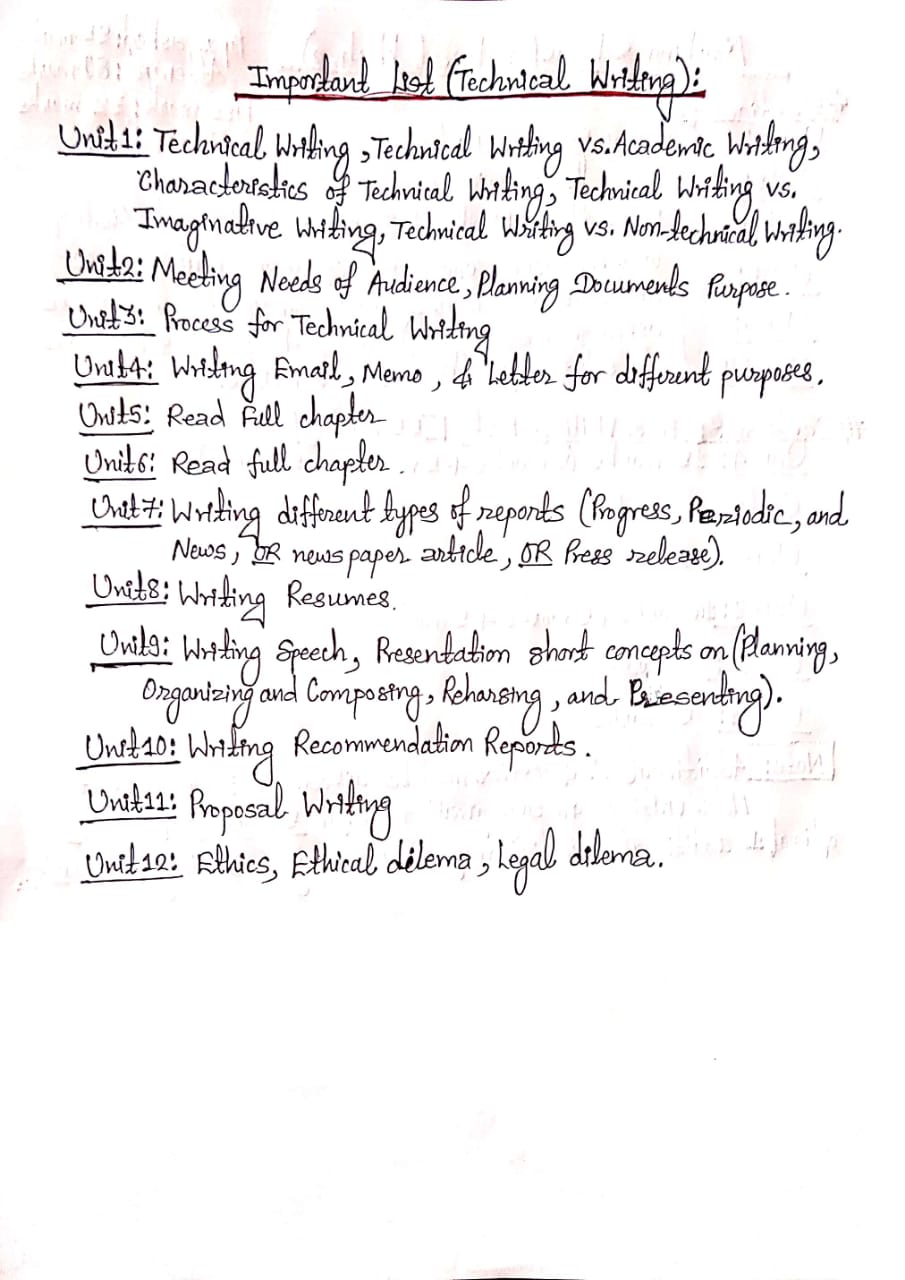 Important List (Technical Writing):
Unit1: Technical Writing, Technical Writing vs. Academic Writing,
Characteristics of Technical Writing, Technical Writing vs.
Imaginative Writing, Technical Writing vs. Non-technical Writing.
Unit2: Meeting Needs of Audience, Planning Documents Purpose.
Unit3: Process for Technical Writing
Unit4: Writing Email, Memo, & Letter for different purposes.
Unit5: Read full chapter
Unit6: Read full chapter.
Unit7: Writing different types of reports (Progress, Periodic, and
News, OR news paper article, OR Press release).
Unit8: Writing Resumes.
Unit9: Writing Speech, Presentation short concepts on (Planning,
Organizing and Composing, Reharsing, and Presenting).
Unit10: Writing Recommendation Reports.
Unit11: Proposal Writing
Unit12: Ethics, Ethical dilema, Legal dilema.